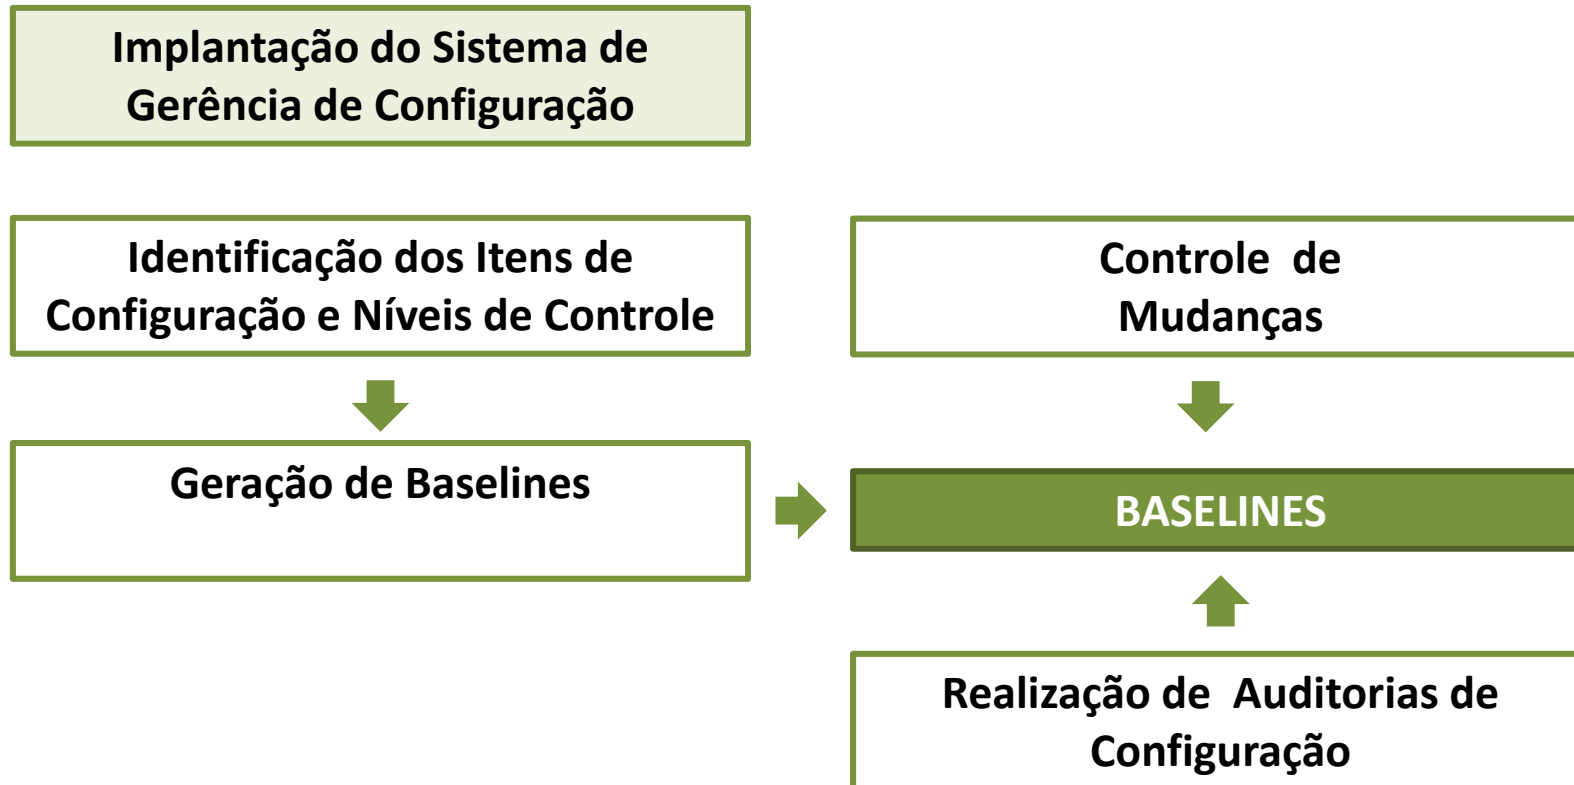 Implantação do Sistema de
Gerência de Configuração
Identificação dos Itens de
Configuração e Níveis de Controle
Controle de
Mudanças
Geração de Baselines
BASELINES
Realização de Auditorias de
Configuração